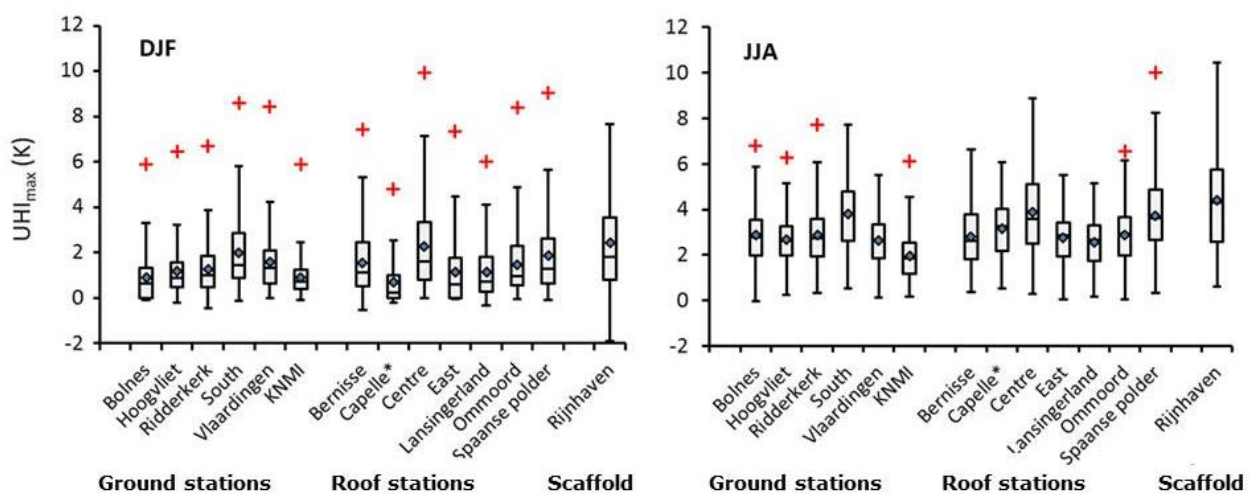 DJF
UHImax (K)
12
10
8
6
4
2
0
-2
Bolnes
Hoogvliet
Ridderkerk
South
Vlaardingen
KNMI
Bernisse
Capelle*
Centre
East
Lansingerland
Ommoord
Spaanse polder
Rijnhaven
Ground stations
Roof stations
Scaffold
JJA
12
10
8
6
4
2
0
-2
Bolnes
Hoogvliet
Ridderkerk
South
Vlaardingen
KNMI
Bernisse
Capelle*
Centre
East
Lansingerland
Ommoord
Spaanse polder
Rijnhaven
Ground stations
Roof stations
Scaffold